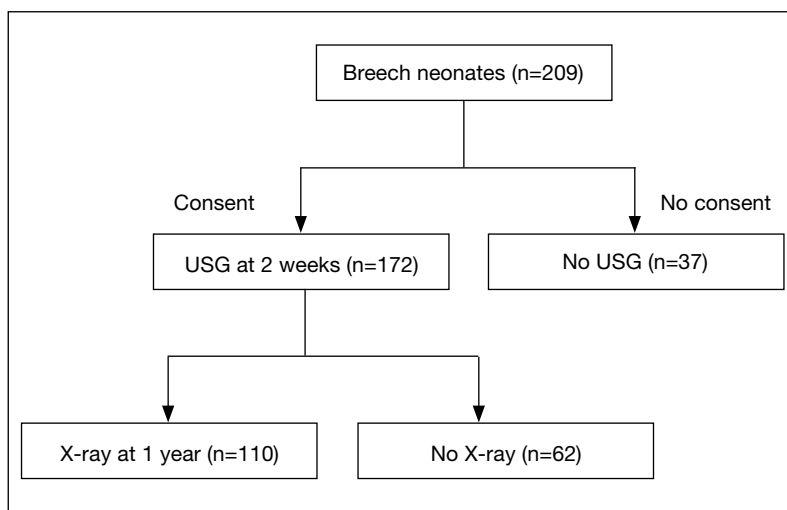 Breech neonates (n=209)
Consent
No consent
USG at 2 weeks (n=172)
No USG (n=37)
X-ray at 1 year (n=110)
No X-ray (n=62)